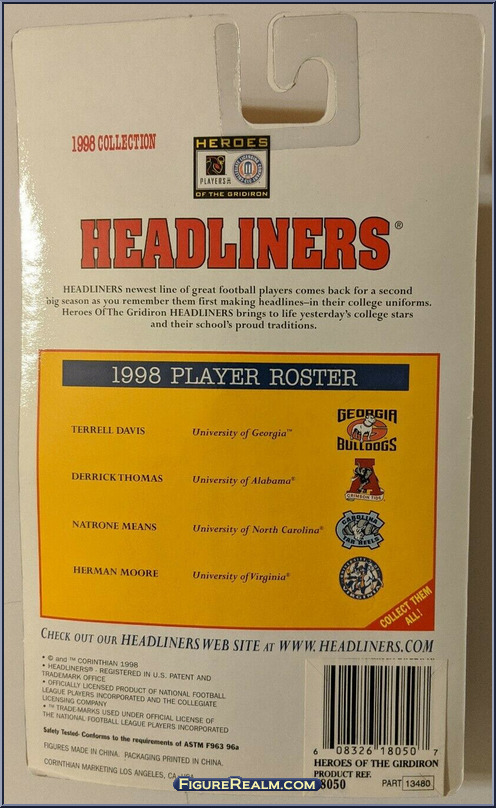 1998 COLLECTION
HEROES
PLAYERS INC
OF THE GRIDIRON
HEADLINERS®
HEADLINERS newest line of great football players comes back for a second
big season as you remember them first making headlines–in their college uniforms.
Heroes OfThe Gridiron HEADLINERS brings to life yesterday's college stars
and their school's proud traditions.
1998 PLAYER ROSTER
TERRELL DAVIS University of Georgia™ GEORGIA BULLDOGS
DERRICK THOMAS University of Alabama® A CRIMSON TIDE
NATRONE MEANS University of North Carolina® CAROLINA TAR HEELS
HERMAN MOORE University of Virginia® VIRGINIA
COLLECT THEM
ALL!
CHECK OUT OUR HEADLINERS WEB SITE AT WWW.HEADLINERS.COM
• © and ™ CORINTHIAN 1998
• HEADLINERS® - REGISTERED IN U.S. PATENT AND
TRADEMARK OFFICE
• OFFICIALLY LICENSED PRODUCT OF NATIONAL FOOTBALL
LEAGUE PLAYERS INCORPORATED AND THE COLLEGIATE
LICENSING COMPANY
• ™ TRADE-MARKS USED UNDER OFFICIAL LICENSE OF
THE NATIONAL FOOTBALL LEAGUE PLAYERS INCORPORATED
Safety Tested- Conforms to the requirements of ASTM F963 96a
FIGURES MADE IN CHINA. PACKAGING PRINTED IN CHINA.
CORINTHIAN MARKETING LOS ANGELES, CA - USA
6 08326 18050 7
HEROES OF THE GRIDIRON
PRODUCT REF.
18050
PART 13480
FIGUREREALM.COM